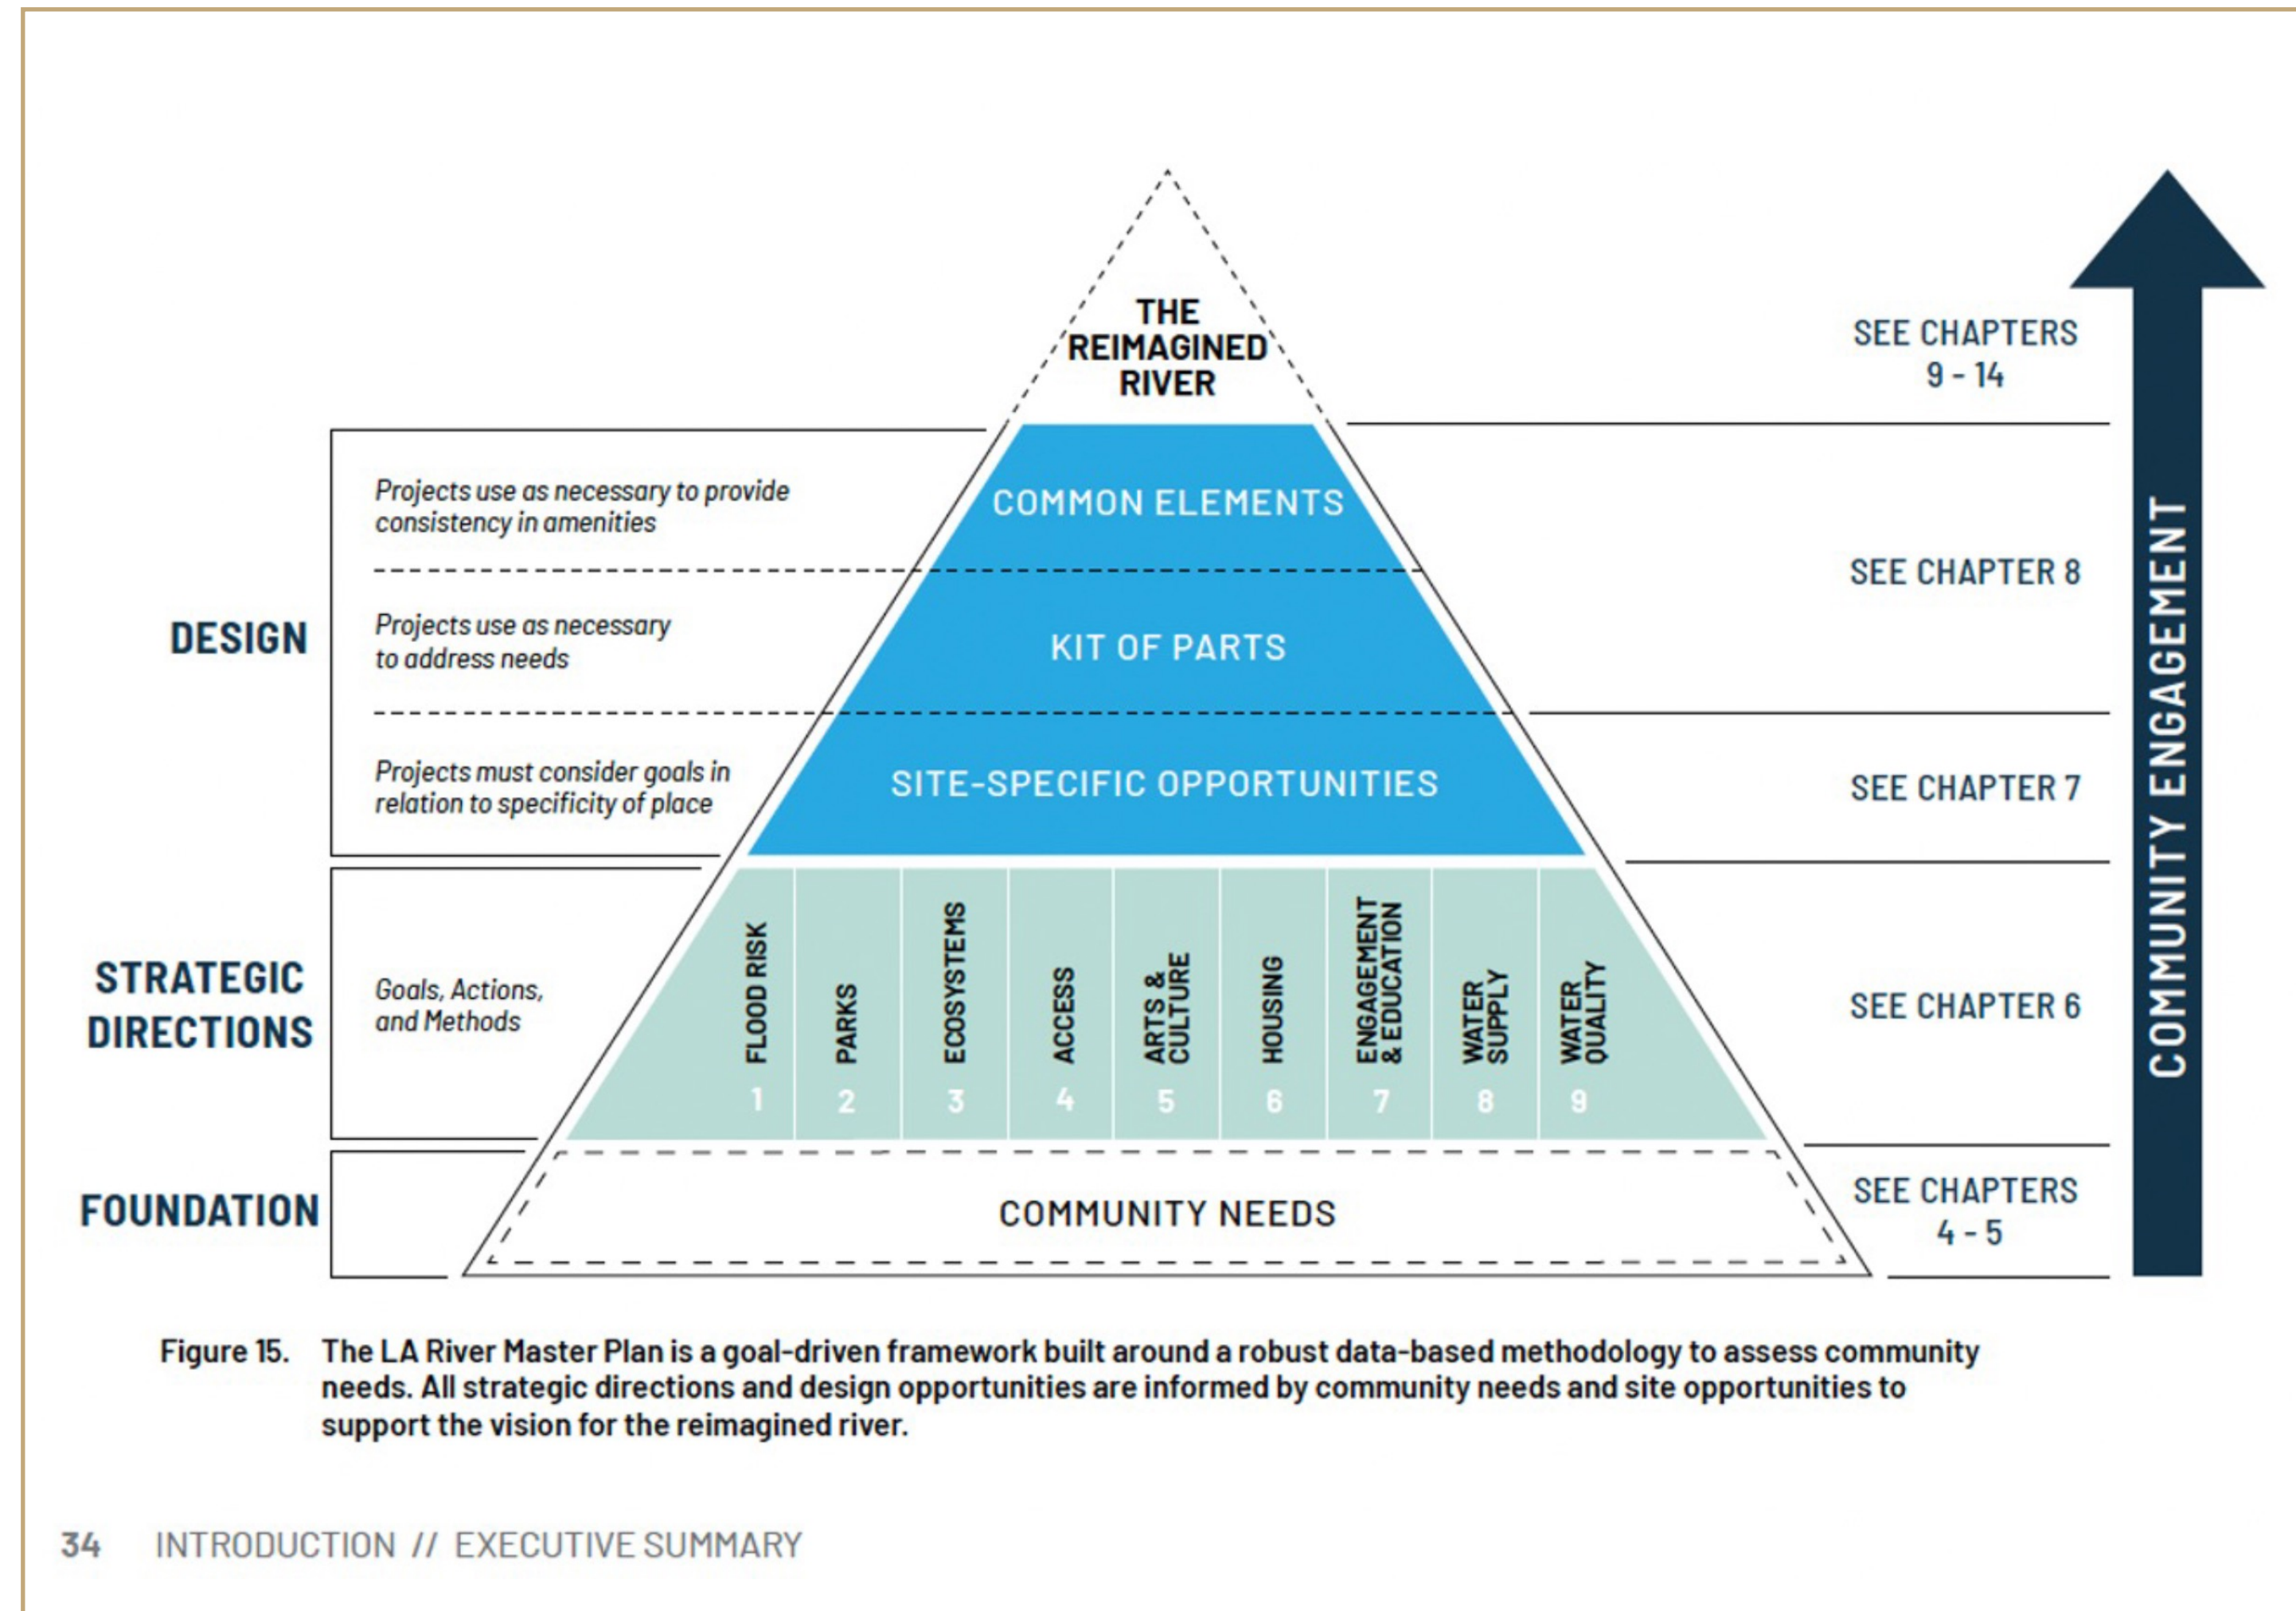 THE
REIMAGINED
RIVER
SEE CHAPTERS
9 - 14
DESIGN
Projects use as necessary to provide
consistency in amenities
COMMON ELEMENTS
SEE CHAPTER 8
Projects use as necessary
to address needs
KIT OF PARTS
Projects must consider goals in
relation to specificity of place
SITE-SPECIFIC OPPORTUNITIES
SEE CHAPTER 7
STRATEGIC
DIRECTIONS
Goals, Actions,
and Methods
FLOOD RISK
1
PARKS
2
ECOSYSTEMS
3
ACCESS
4
ARTS &
CULTURE
5
HOUSING
6
ENGAGEMENT
& EDUCATION
7
WATER
SUPPLY
8
WATER
QUALITY
9
SEE CHAPTER 6
FOUNDATION
COMMUNITY NEEDS
SEE CHAPTERS
4 - 5
COMMUNITY ENGAGEMENT
Figure 15. The LA River Master Plan is a goal-driven framework built around a robust data-based methodology to assess community
needs. All strategic directions and design opportunities are informed by community needs and site opportunities to
support the vision for the reimagined river.
34 INTRODUCTION // EXECUTIVE SUMMARY